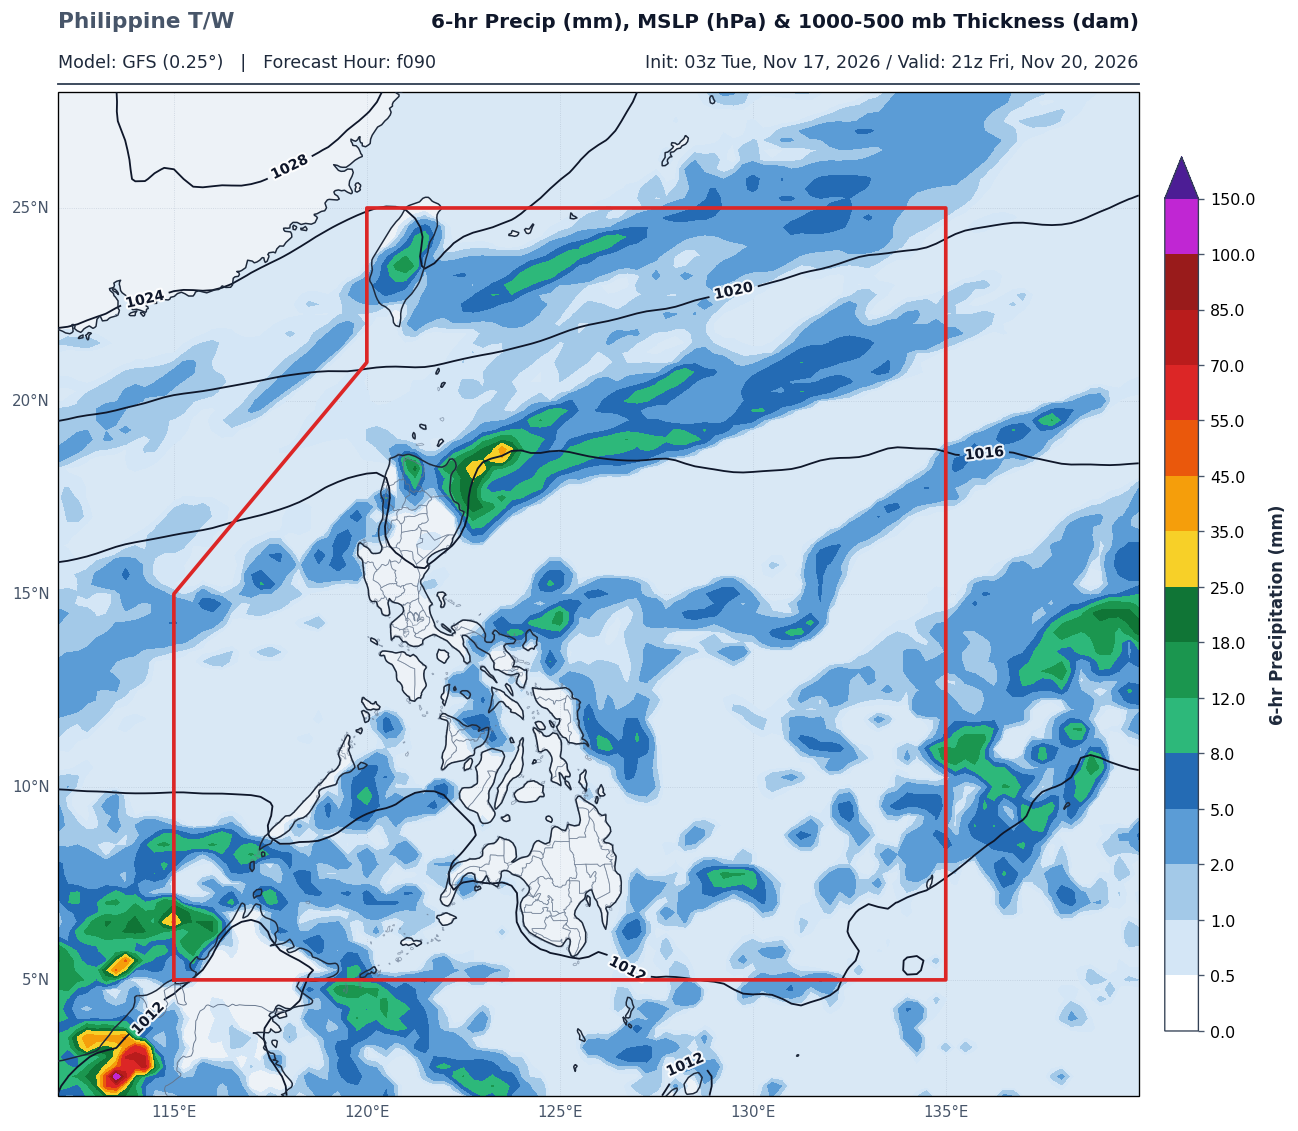 Philippine T/W
6-hr Precip (mm), MSLP (hPa) & 1000-500 mb Thickness (dam)
Model: GFS (0.25°)   |   Forecast Hour: f090
Init: 03z Tue, Nov 17, 2026 / Valid: 21z Fri, Nov 20, 2026
1028
1024
1020
1016
1012
1012
1012
25°N
20°N
15°N
10°N
5°N
115°E
120°E
125°E
130°E
135°E
150.0
100.0
85.0
70.0
55.0
45.0
35.0
25.0
18.0
12.0
8.0
5.0
2.0
1.0
0.5
0.0
6-hr Precipitation (mm)